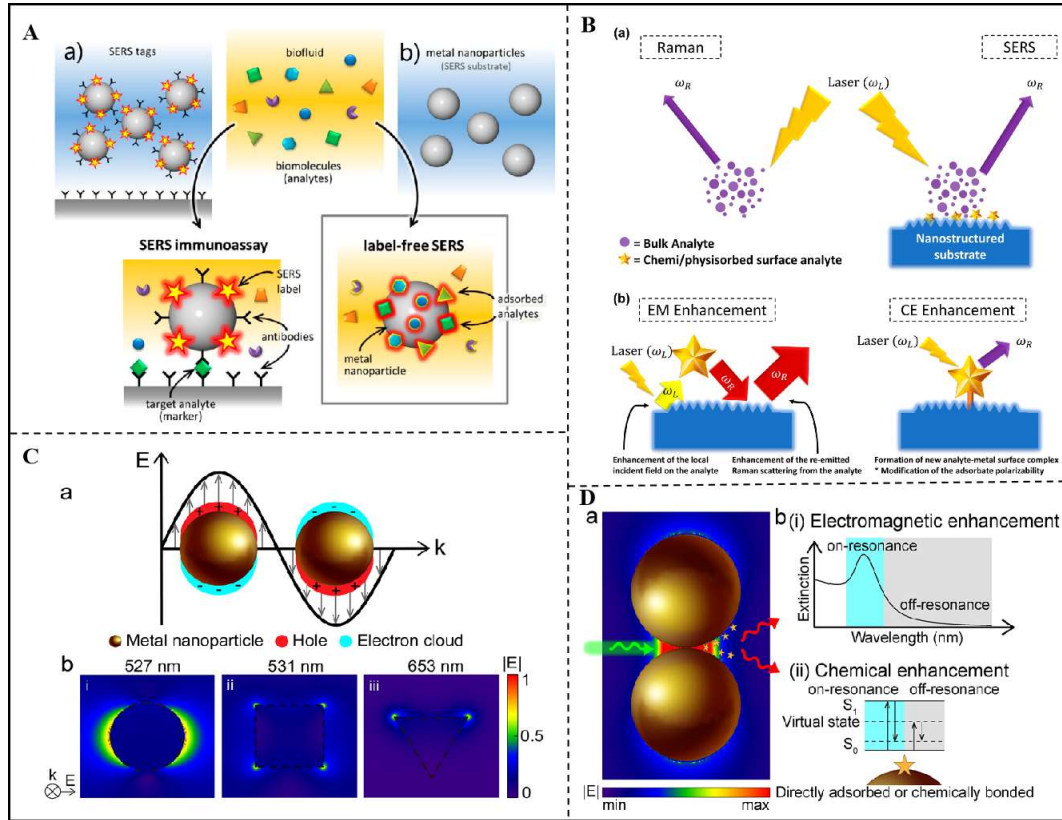 A
a)
SERS tags
biofluid
biomolecules
(analytes)
b)
metal nanoparticles
(SERS substrate)
SERS immunoassay
SERS
label
antibodies
target analyte
(marker)
label-free SERS
adsorbed
analytes
metal
nanoparticle
B
(a)
Raman
SERS
ωR
Laser (ωL)
ωR
= Bulk Analyte
= Chemi/physisorbed surface analyte
Nanostructured
substrate
(b)
EM Enhancement
CE Enhancement
Laser (ωL)
ωL
ωR
ωR
Laser (ωL)
ωR
Enhancement of the local
incident field on the analyte
Enhancement of the re-emitted
Raman scattering from the analyte
Formation of new analyte-metal surface complex
* Modification of the adsorbate polarizability
C
a
E
k
+ + + +
- - - -
- - - -
+ + + +
Metal nanoparticle
Hole
Electron cloud
b
527 nm
531 nm
653 nm
|E|
i
ii
iii
1
0.5
0
k
E
D
a
b
(i) Electromagnetic enhancement
on-resonance
off-resonance
Extinction
Wavelength (nm)
(ii) Chemical enhancement
on-resonance off-resonance
S1
Virtual state
S0
|E|
min
max
Directly adsorbed or chemically bonded